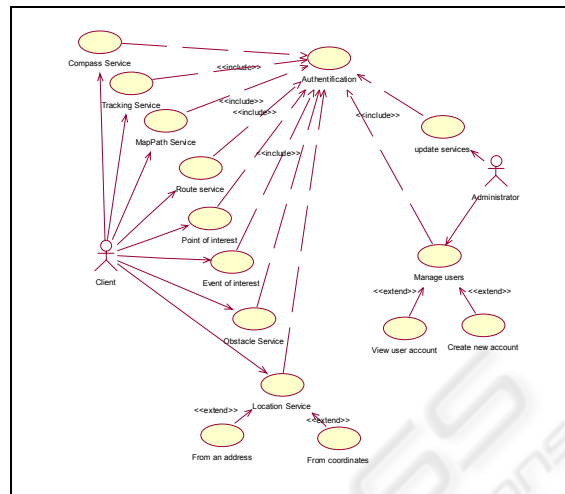 Compass Service
<<include>>
Authentification
Tracking Service
<<include>>
<<include>>
<<include>>
MapPath Service
update services
<<include>>
Route service
Administrator
Point of interest
Client
Event of interest
Manage users
<<extend>>
<<extend>>
Obstacle Service
View user account
Create new account
Location Service
<<extend>>
<<extend>>
From an address
From coordinates